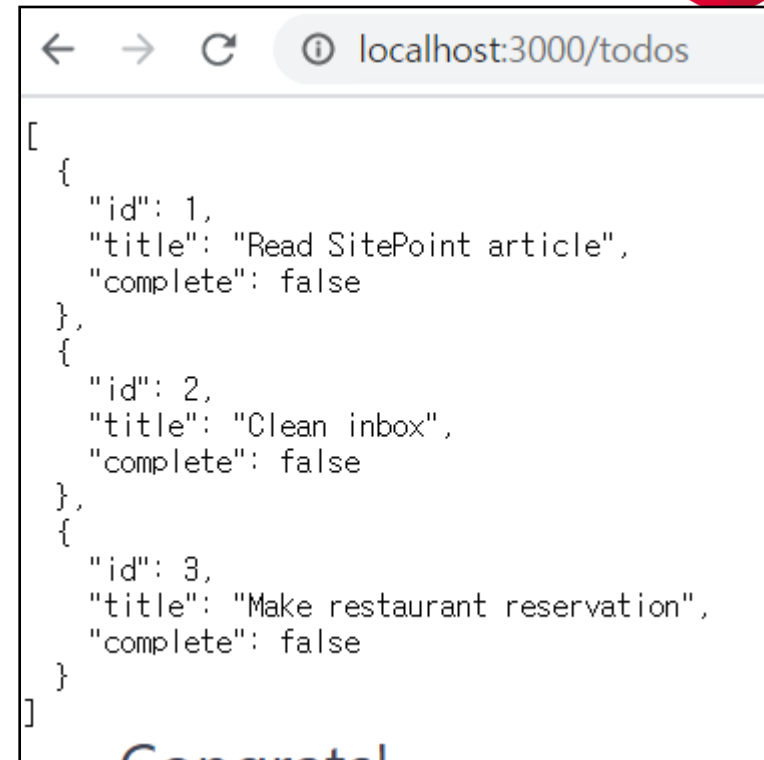 localhost:3000/todos
[
  {
    "id": 1,
    "title": "Read SitePoint article",
    "complete": false
  },
  {
    "id": 2,
    "title": "Clean inbox",
    "complete": false
  },
  {
    "id": 3,
    "title": "Make restaurant reservation",
    "complete": false
  }
]